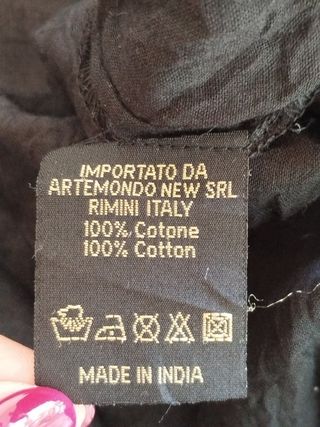 IMPORTATO DA
ARTEMONDO NEW SRL
RIMINI ITALY
100% Cotone
100% Cotton
MADE IN INDIA